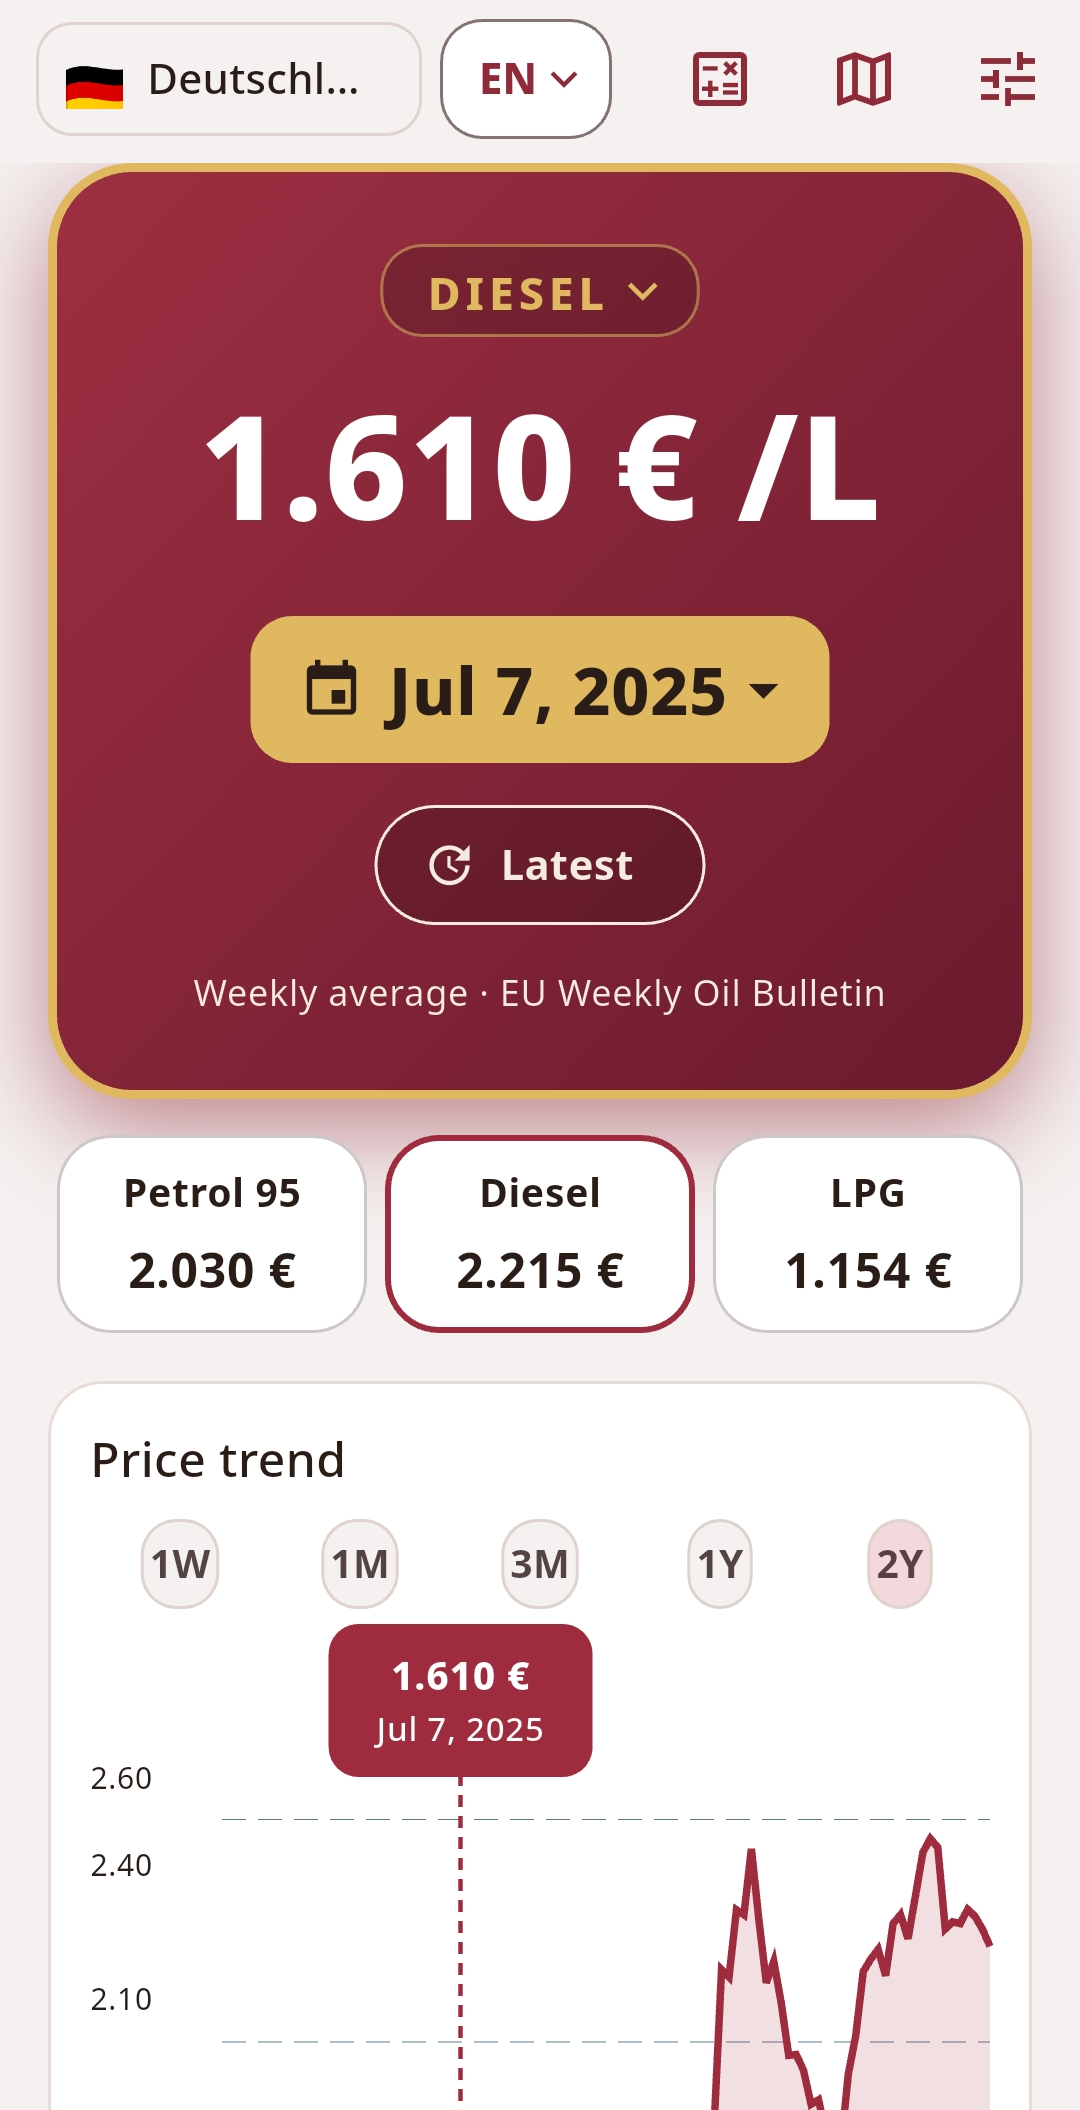 Deutschl...
EN
DIESEL
1.610 € /L
Jul 7, 2025
Latest
Weekly average · EU Weekly Oil Bulletin
Petrol 95
2.030 €
Diesel
2.215 €
LPG
1.154 €
Price trend
1W 1M 3M 1Y 2Y
1.610 €
Jul 7, 2025
2.60
2.40
2.10